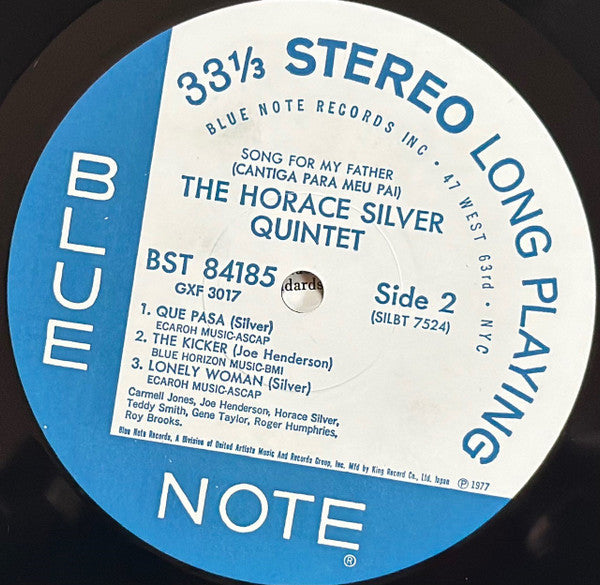 33⅓ STEREO LONG PLAYING
BLUE NOTE RECORDS INC • 47 WEST 63rd • NYC
SONG FOR MY FATHER
(CANTIGA PARA MEU PAI)
THE HORACE SILVER
QUINTET
BST 84185
GXF 3017
dards
Side 2
(SILBT 7524)
1. QUE PASA (Silver)
ECAROH MUSIC-ASCAP
2. THE KICKER (Joe Henderson)
BLUE HORIZON MUSIC-BMI
3. LONELY WOMAN (Silver)
ECAROH MUSIC-ASCAP
Carmell Jones, Joe Henderson, Horace Silver,
Teddy Smith, Gene Taylor, Roger Humphries,
Roy Brooks.
Blue Note Records, A Division of United Artists Music And Records Group, Inc. Mfd by King Record Co., Ltd. Japan ℗ 1977
BLUE
NOTE®